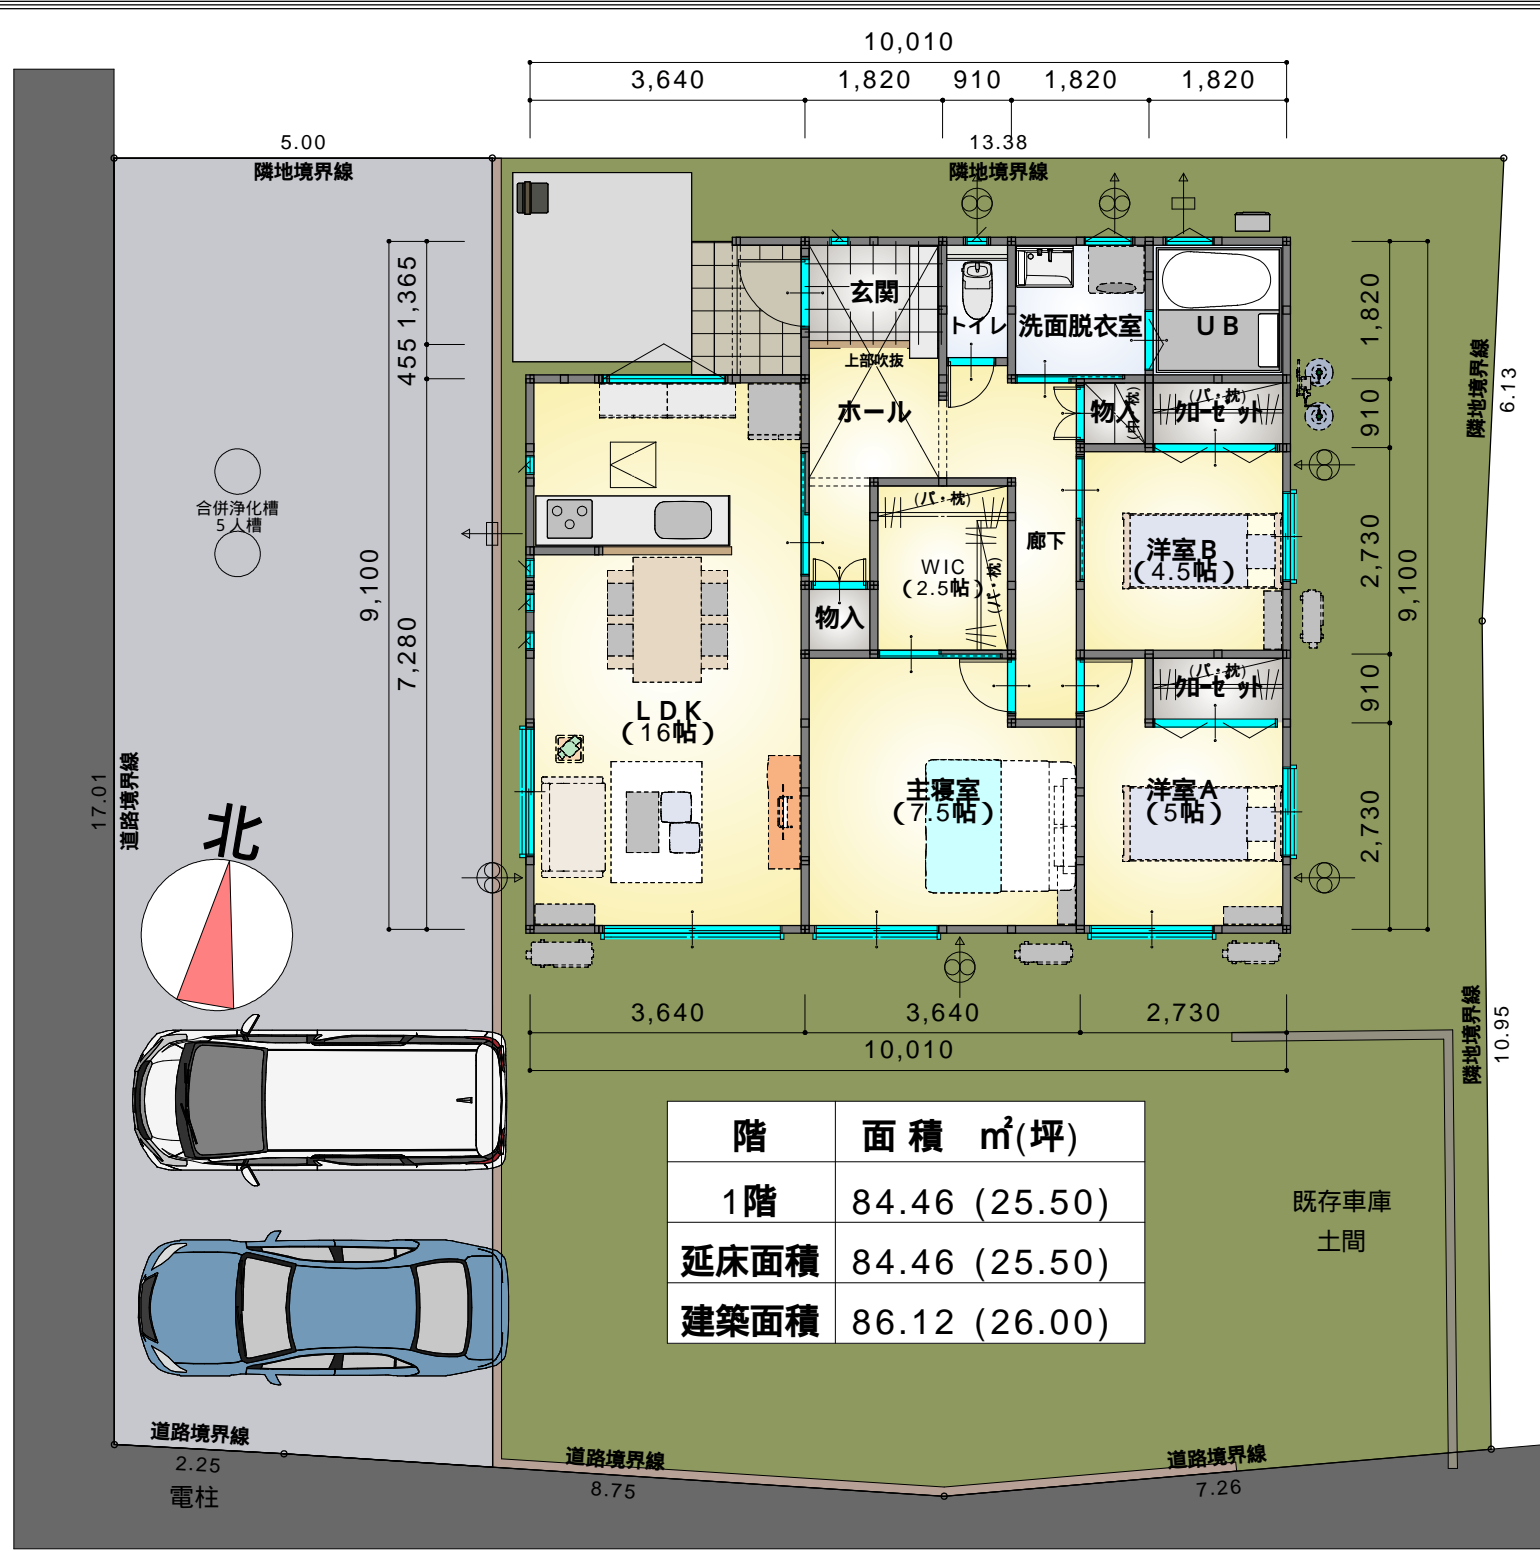 10,010
3,640
1,820
910
1,820
1,820
5.00
隣地境界線
13.38
隣地境界線
1,365
455
7,280
9,100
玄関
トイレ
洗面脱衣室
UB
上部吹抜
ホール
物入
(中・枕)
(パ・枕)
クローゼット
1,820
910
2,730
910
2,730
9,100
隣地境界線
6.13
合併浄化槽
5人槽
(パ・枕)
WIC
(2.5帖)
(パ・枕)
廊下
洋室B
(4.5帖)
物入
LDK
(16帖)
(パ・枕)
クローゼット
主寝室
(7.5帖)
洋室A
(5帖)
17.01
道路境界線
北
隣地境界線
10.95
3,640
3,640
2,730
10,010
階 面積 ㎡(坪)
1階 84.46 (25.50)
延床面積 84.46 (25.50)
建築面積 86.12 (26.00)
既存車庫
土間
道路境界線
2.25
電柱
道路境界線
8.75
道路境界線
7.26